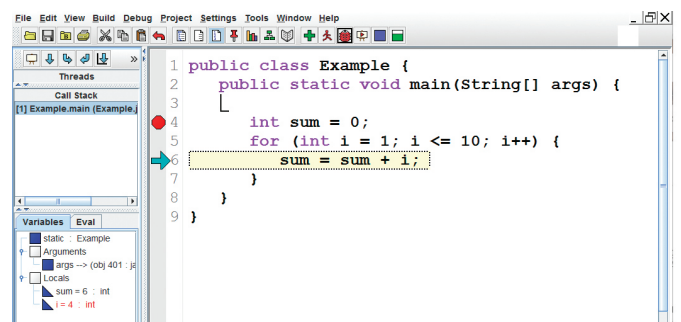 File Edit View Build Debug Project Settings Tools Window Help
»
Threads
Call Stack
[1] Example.main (Example.j
Variables Eval
static : Example
Arguments
args --> (obj 401 : ja
Locals
sum = 6 : int
i = 4 : int
1 public class Example {
2 public static void main(String[] args) {
3
4 int sum = 0;
5 for (int i = 1; i <= 10; i++) {
6 sum = sum + i;
7 }
8 }
9 }